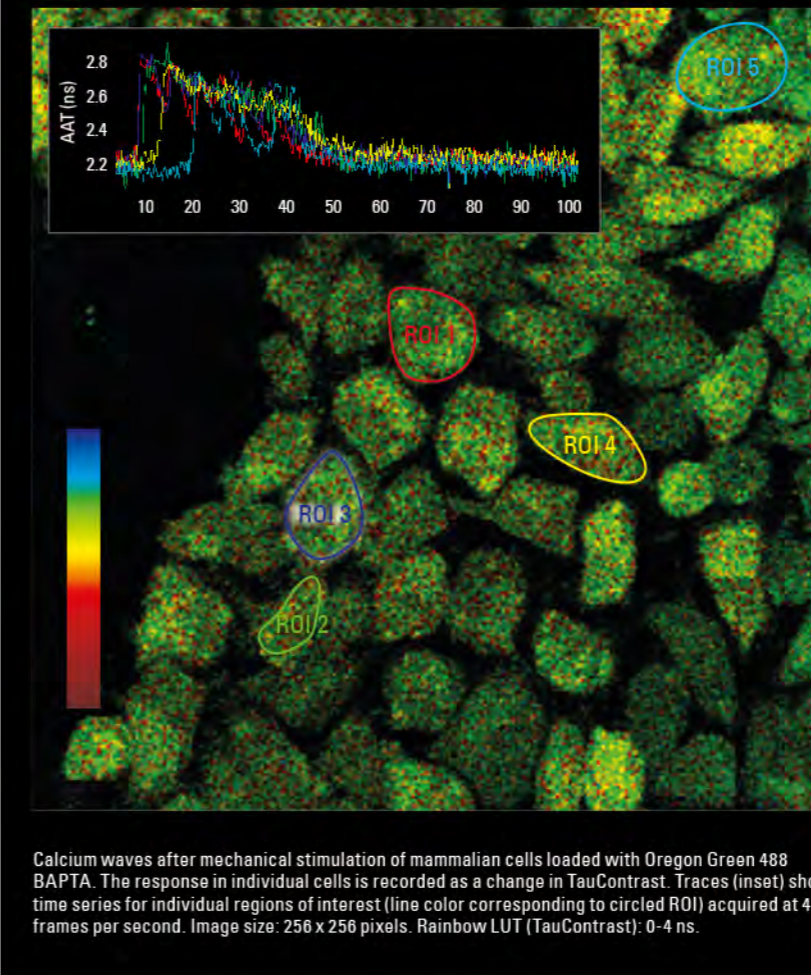 AAT (ns)
2.8
2.6
2.4
2.2
10 20 30 40 50 60 70 80 90 100
ROI 5
ROI 1
ROI 4
ROI 3
ROI 2
Calcium waves after mechanical stimulation of mammalian cells loaded with Oregon Green 488
BAPTA. The response in individual cells is recorded as a change in TauContrast. Traces (inset)
time series for individual regions of interest (line color corresponding to circled ROI) acquired at
frames per second. Image size: 256 x 256 pixels. Rainbow LUT (TauContrast): 0-4 ns.